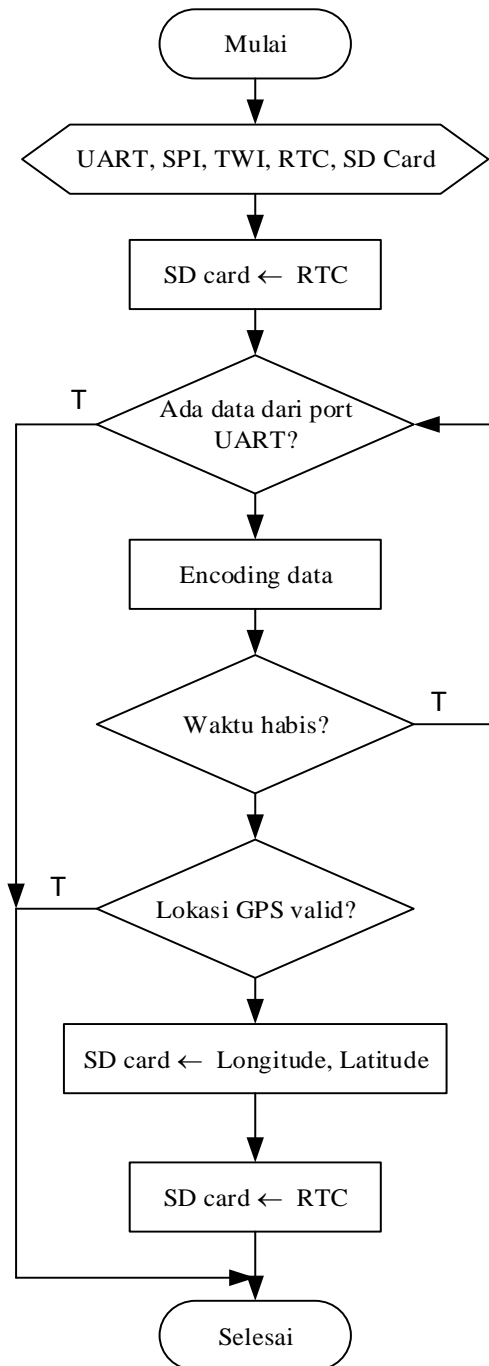 Mulai
UART, SPI, TWI, RTC, SD Card
SD card ← RTC
T
Ada data dari port
UART?
Encoding data
T
Waktu habis?
T
Lokasi GPS valid?
SD card ← Longitude, Latitude
SD card ← RTC
Selesai